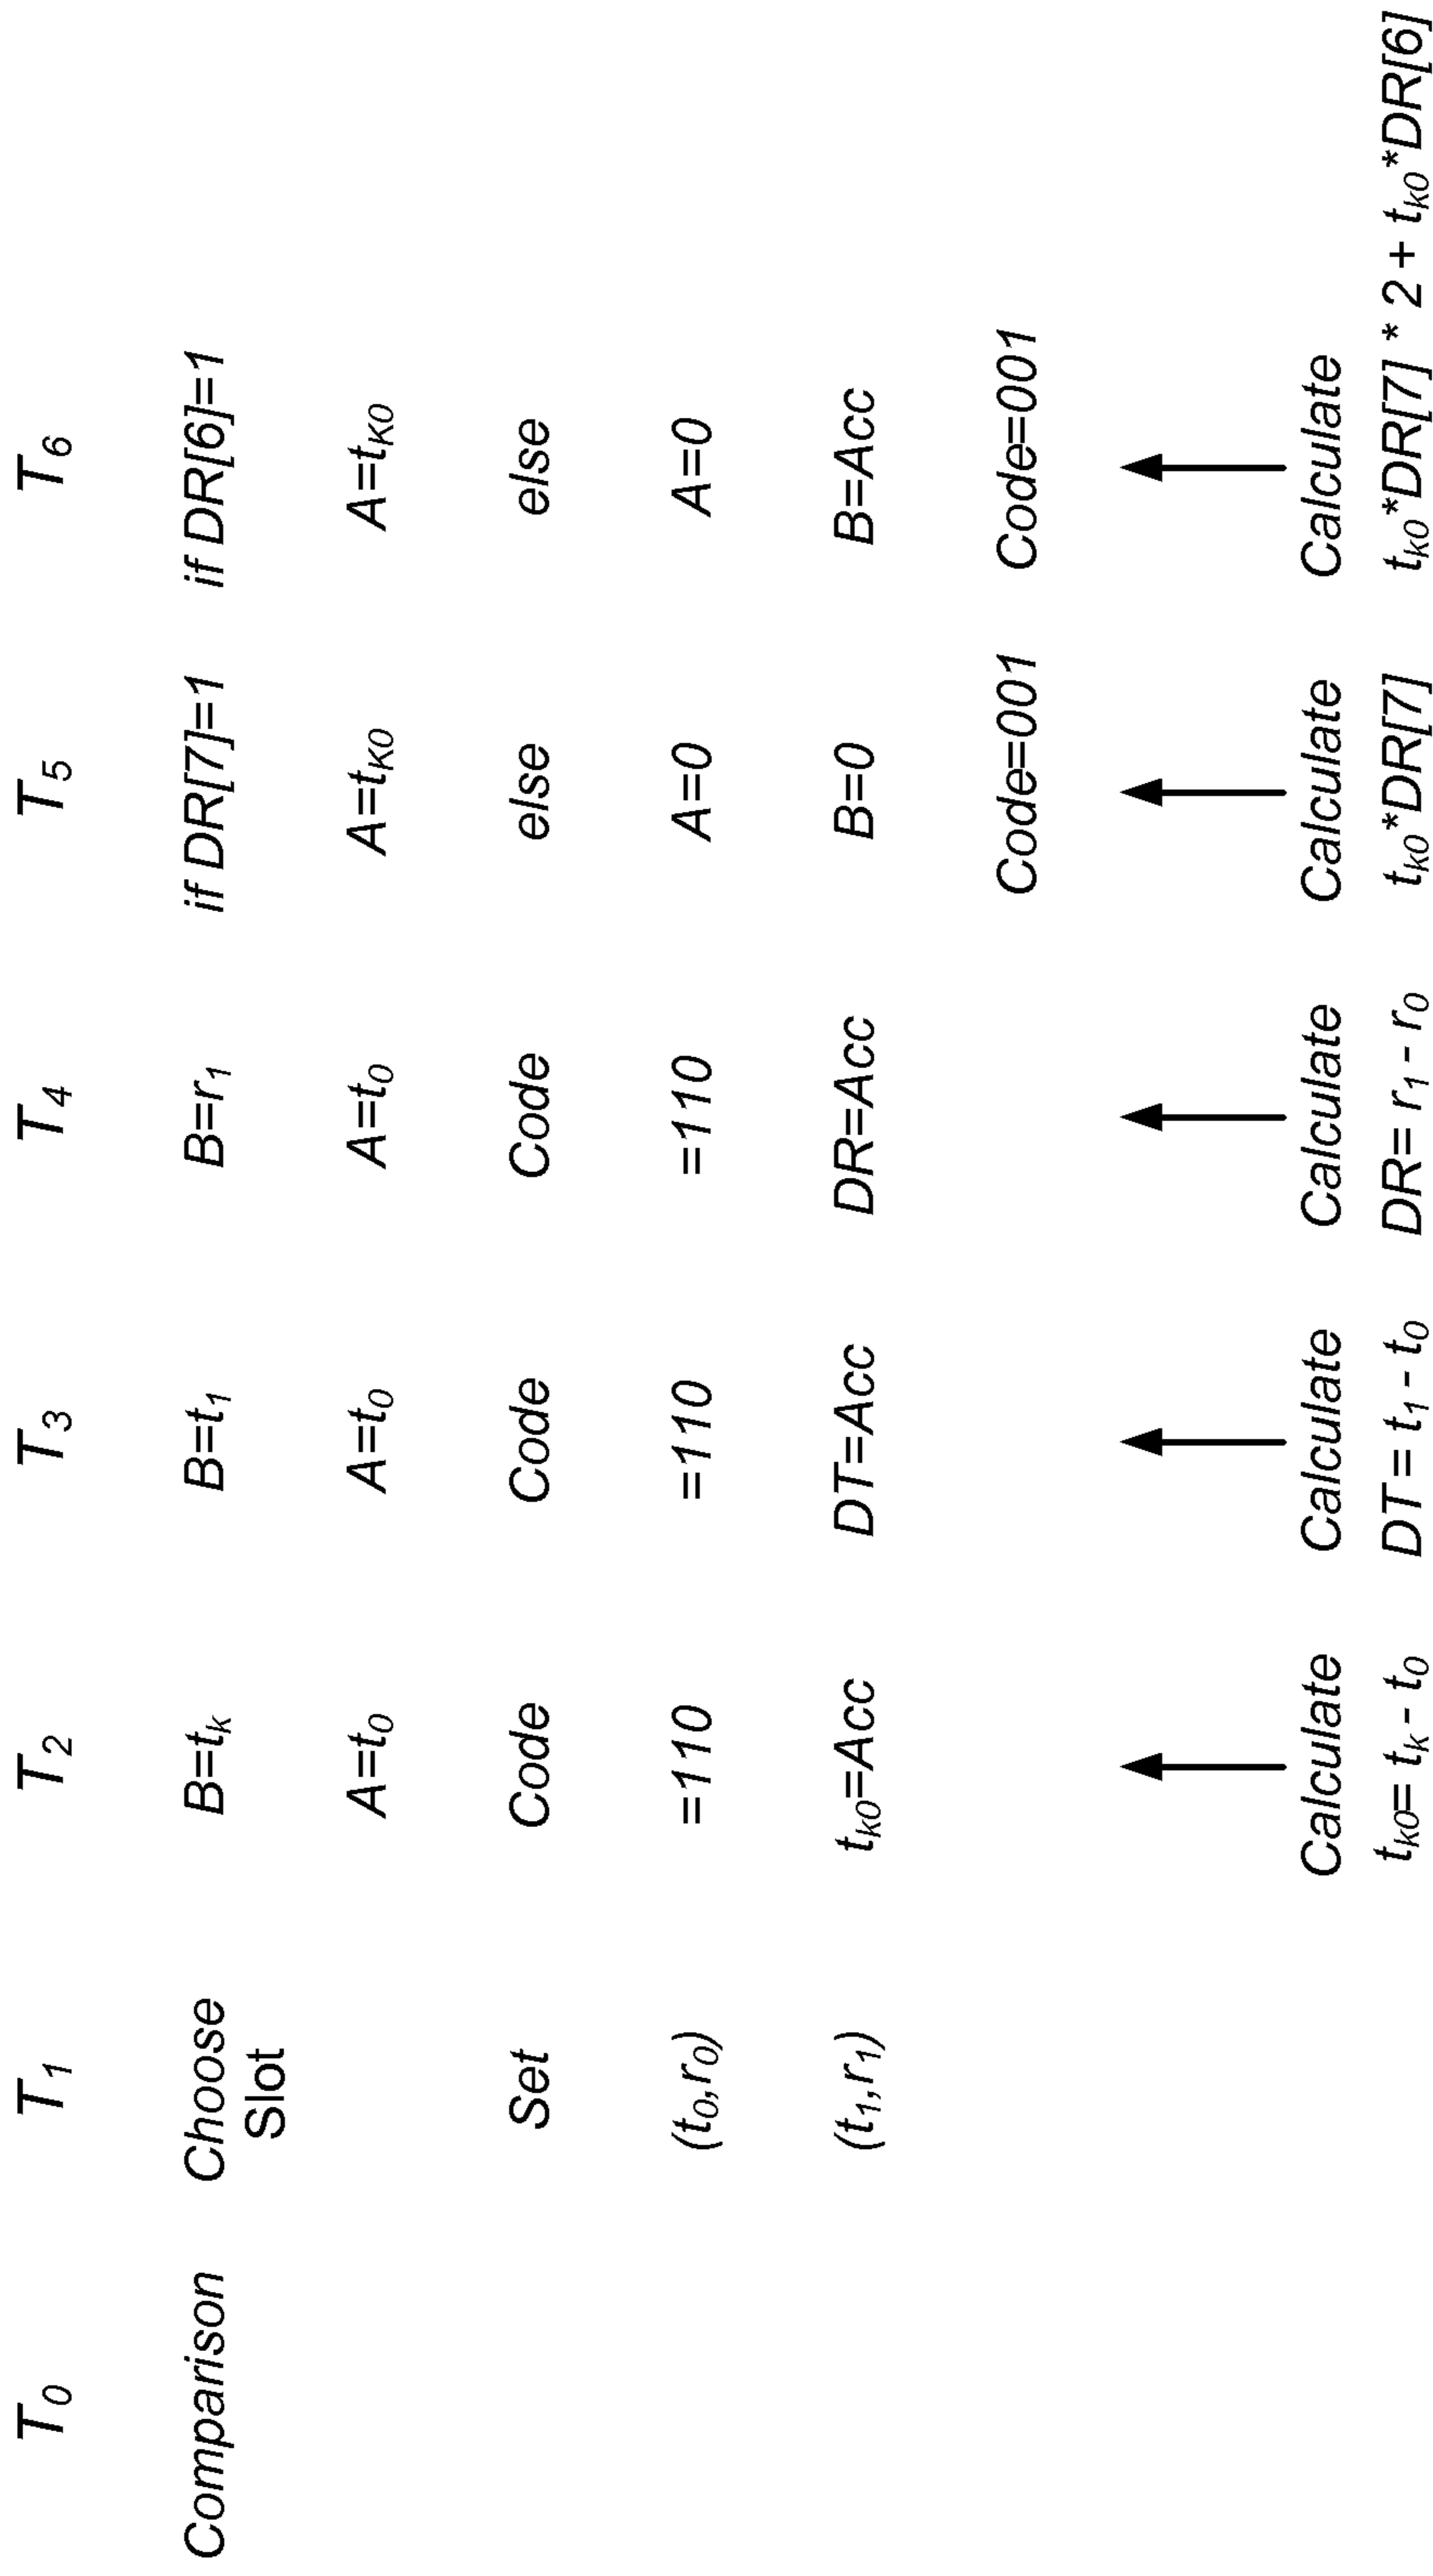 T0
Comparison
T1
Choose
Slot
Set
(t0,r0)
(t1,r1)
T2
B=tk
A=t0
Code
=110
tk0=Acc
Calculate
tk0= tk - t0
T3
B=t1
A=t0
Code
=110
DT=Acc
Calculate
DT = t1 - t0
T4
B=r1
A=t0
Code
=110
DR=Acc
Calculate
DR= r1 - r0
T5
if DR[7]=1
A=tK0
else
A=0
B=0
Code=001
Calculate
tk0*DR[7]
T6
if DR[6]=1
A=tK0
else
A=0
B=Acc
Code=001
Calculate
tk0*DR[7] * 2 + tk0*DR[6]